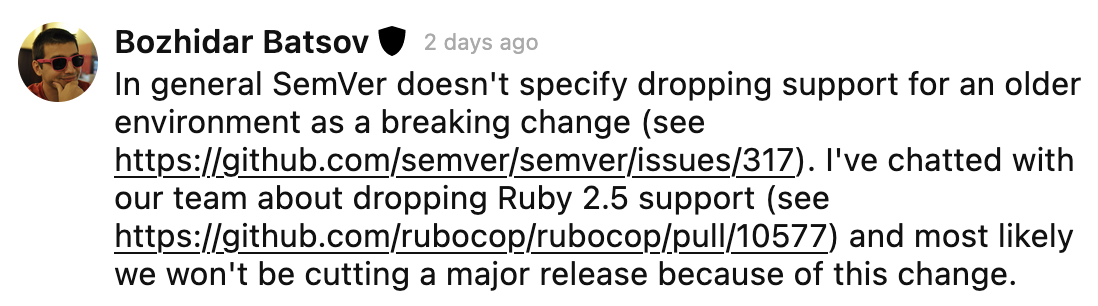 Bozhidar Batsov 2 days ago
In general SemVer doesn't specify dropping support for an older
environment as a breaking change (see
https://github.com/semver/semver/issues/317). I've chatted with
our team about dropping Ruby 2.5 support (see
https://github.com/rubocop/rubocop/pull/10577) and most likely
we won't be cutting a major release because of this change.